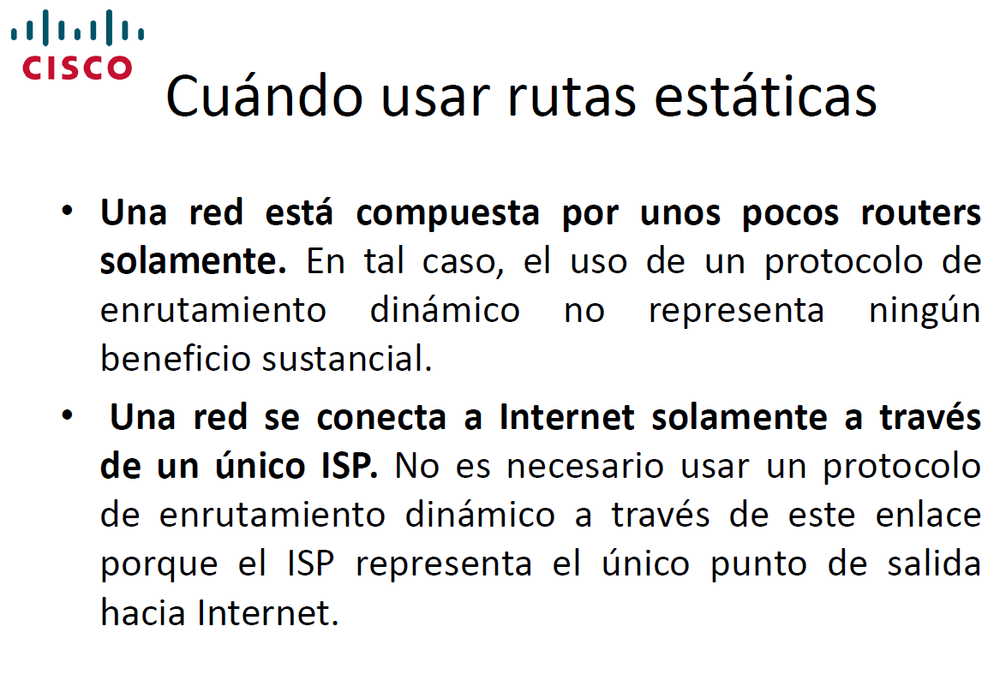 CISCO
Cuándo usar rutas estáticas
• Una red está compuesta por unos pocos routers
solamente. En tal caso, el uso de un protocolo de
enrutamiento dinámico no representa ningún
beneficio sustancial.
• Una red se conecta a Internet solamente a través
de un único ISP. No es necesario usar un protocolo
de enrutamiento dinámico a través de este enlace
porque el ISP representa el único punto de salida
hacia Internet.